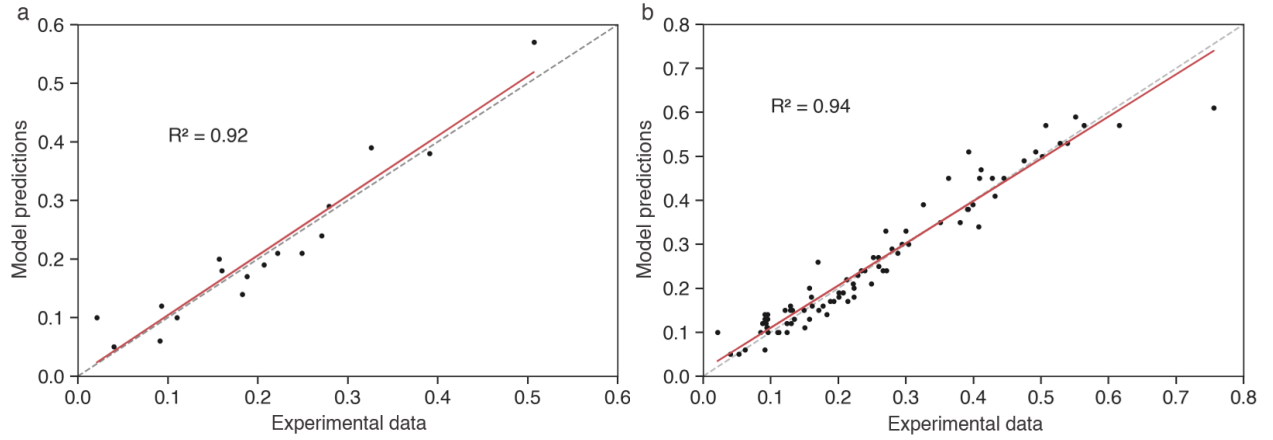 a
0.6
0.5
0.4
0.3
0.2
0.1
0.0
Model predictions
R² = 0.92
0.0 0.1 0.2 0.3 0.4 0.5 0.6
Experimental data
b
0.8
0.7
0.6
0.5
0.4
0.3
0.2
0.1
0.0
Model predictions
R² = 0.94
0.0 0.1 0.2 0.3 0.4 0.5 0.6 0.7 0.8
Experimental data